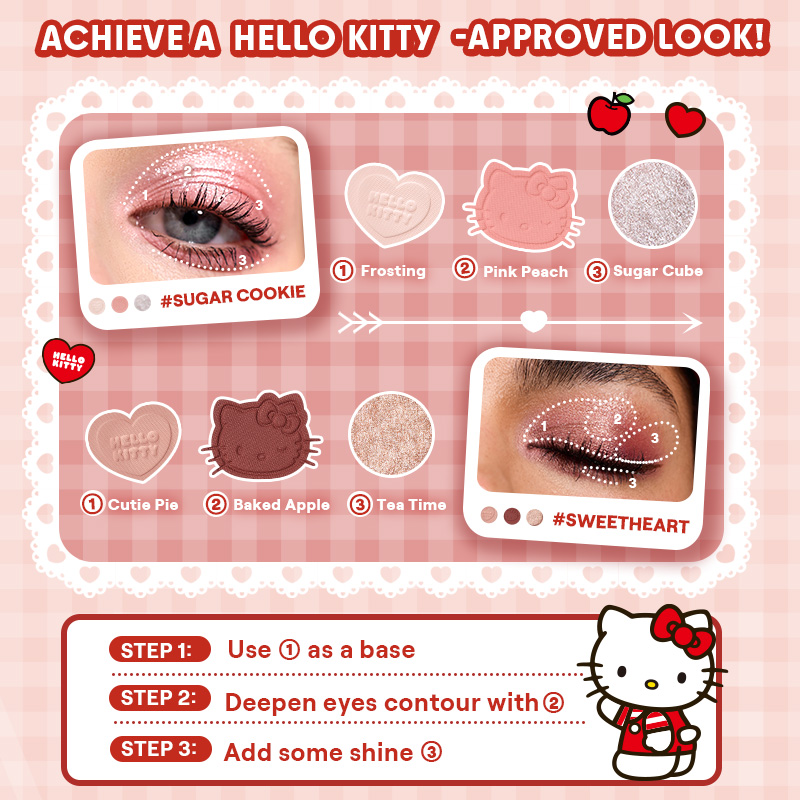 ACHIEVE A HELLO KITTY -APPROVED LOOK!
1
2
3
3
#SUGAR COOKIE
HELLO
KITTY
① Frosting
② Pink Peach
③ Sugar Cube
HELLO
KITTY
HELLO
KITTY
① Cutie Pie
② Baked Apple
③ Tea Time
1
2
3
3
#SWEETHEART
STEP 1: Use ① as a base
STEP 2: Deepen eyes contour with ②
STEP 3: Add some shine ③